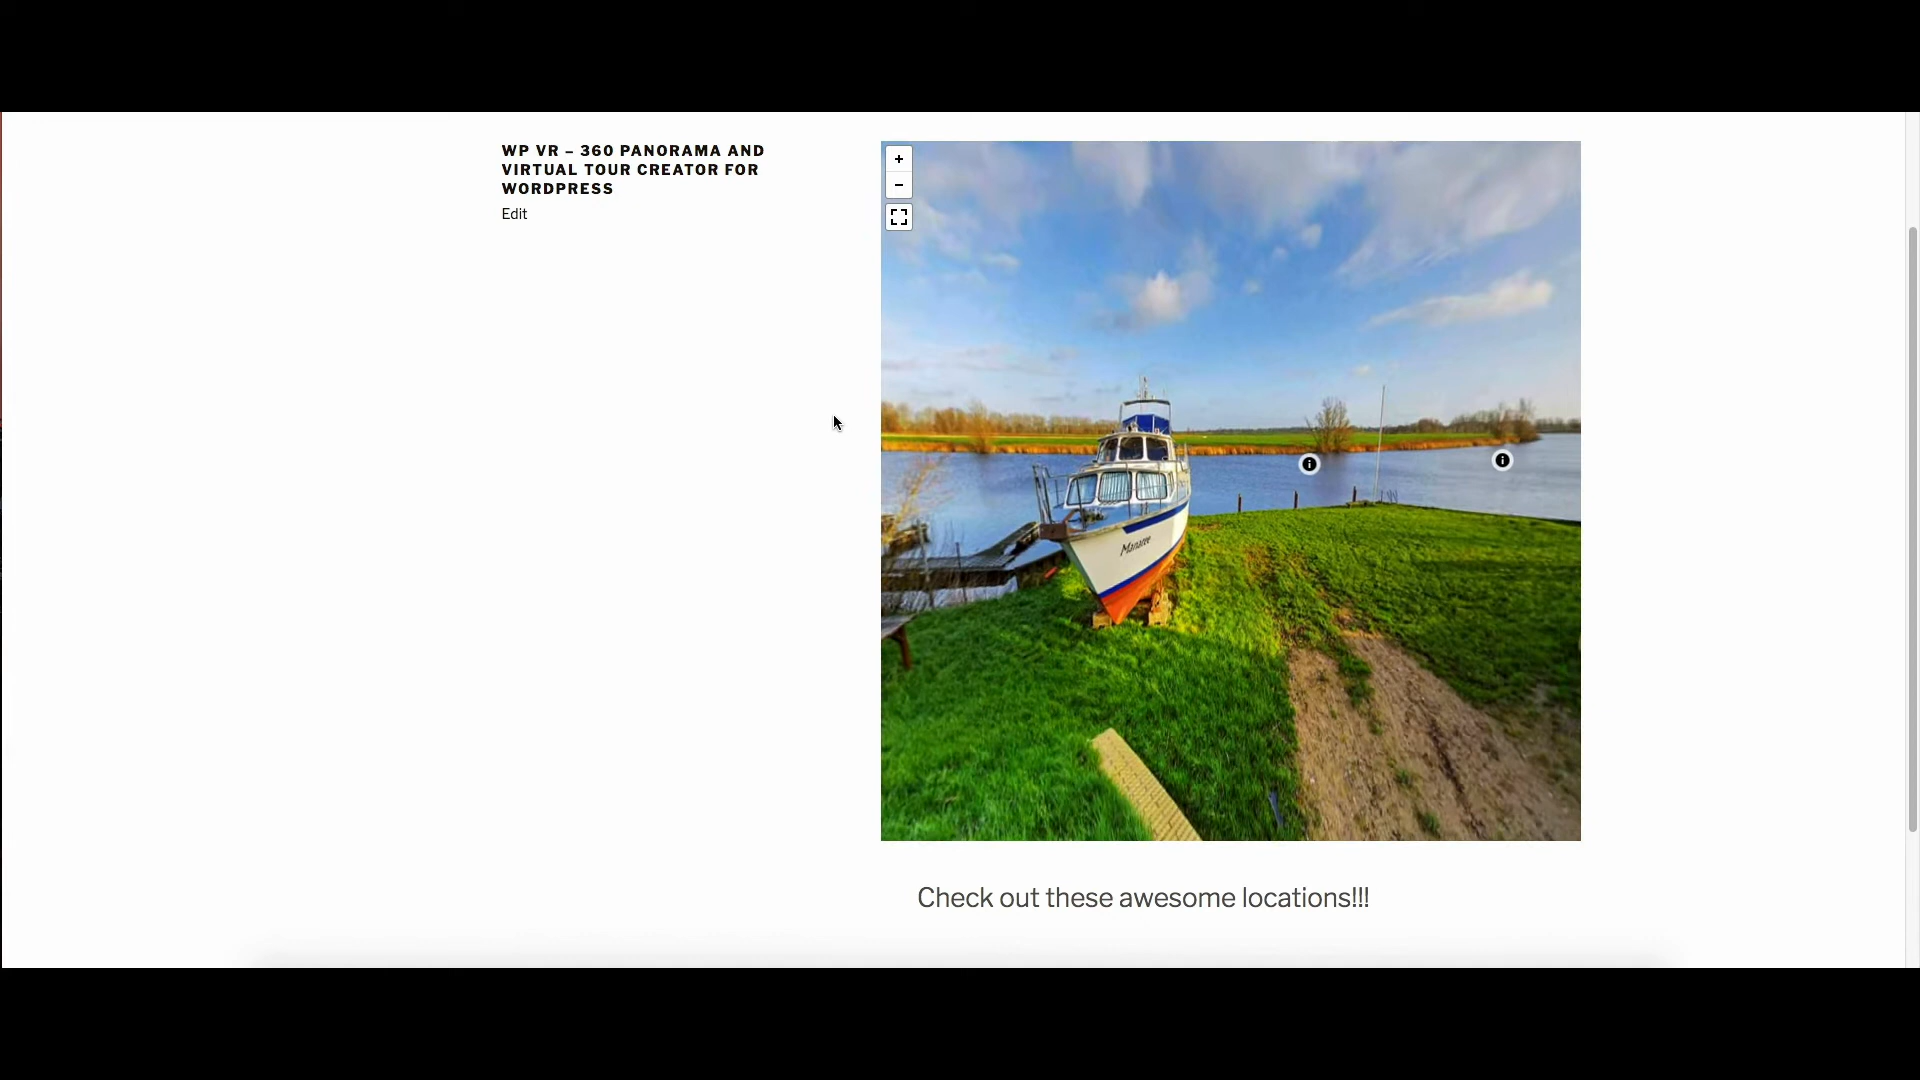 WP VR – 360 PANORAMA AND
VIRTUAL TOUR CREATOR FOR
WORDPRESS
Edit
+
−
i
i
Manatee
Check out these awesome locations!!!